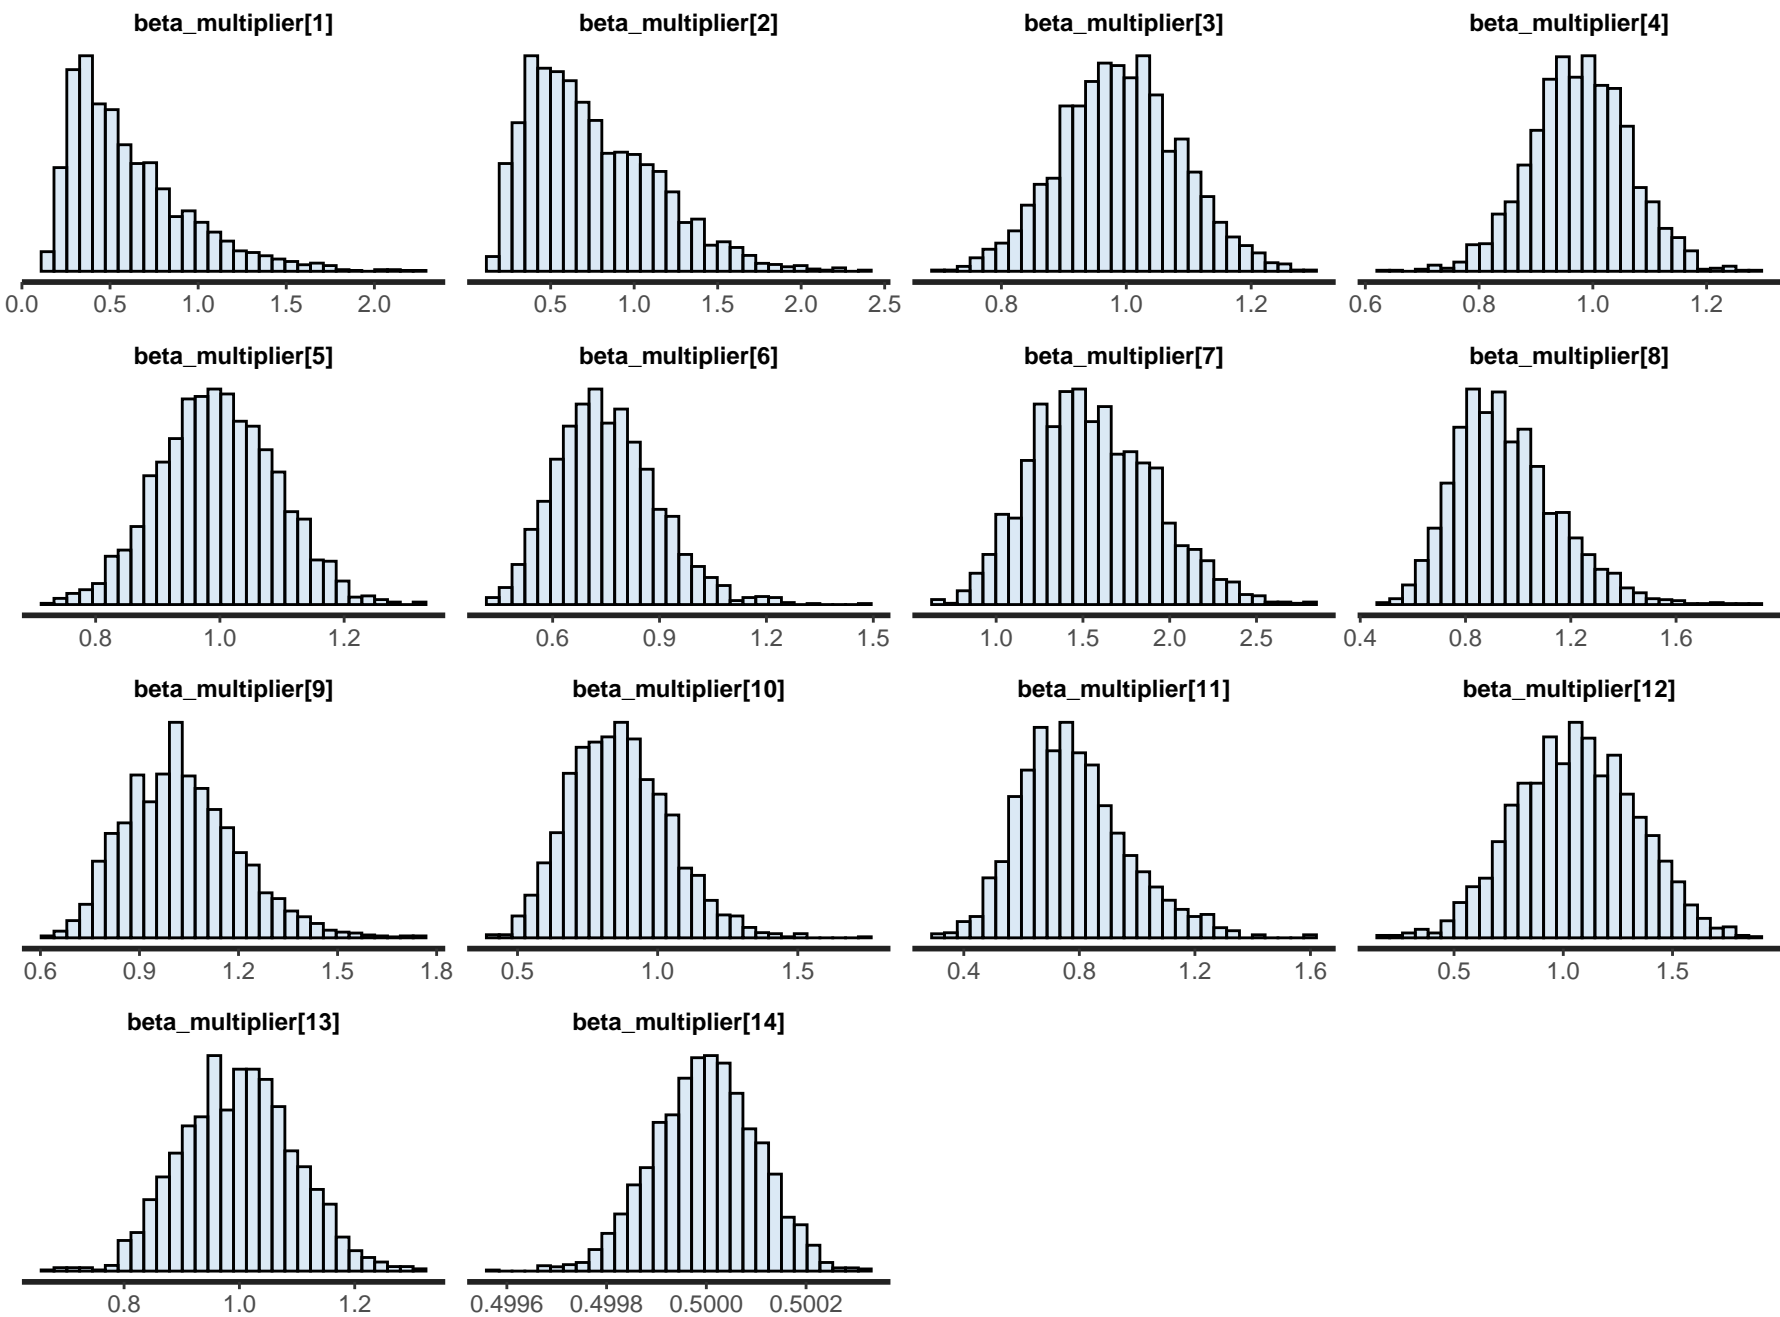 beta_multiplier[1] beta_multiplier[2] beta_multiplier[3] beta_multiplier[4]
0.0 0.5 1.0 1.5 2.0 0.5 1.0 1.5 2.0 2.5 0.8 1.0 1.2 0.6 0.8 1.0 1.2
beta_multiplier[5] beta_multiplier[6] beta_multiplier[7] beta_multiplier[8]
0.8 1.0 1.2 0.6 0.9 1.2 1.5 1.0 1.5 2.0 2.5 0.4 0.8 1.2 1.6
beta_multiplier[9] beta_multiplier[10] beta_multiplier[11] beta_multiplier[12]
0.6 0.9 1.2 1.5 1.8 0.5 1.0 1.5 0.4 0.8 1.2 1.6 0.5 1.0 1.5
beta_multiplier[13] beta_multiplier[14]
0.8 1.0 1.2 0.4996 0.4998 0.5000 0.5002